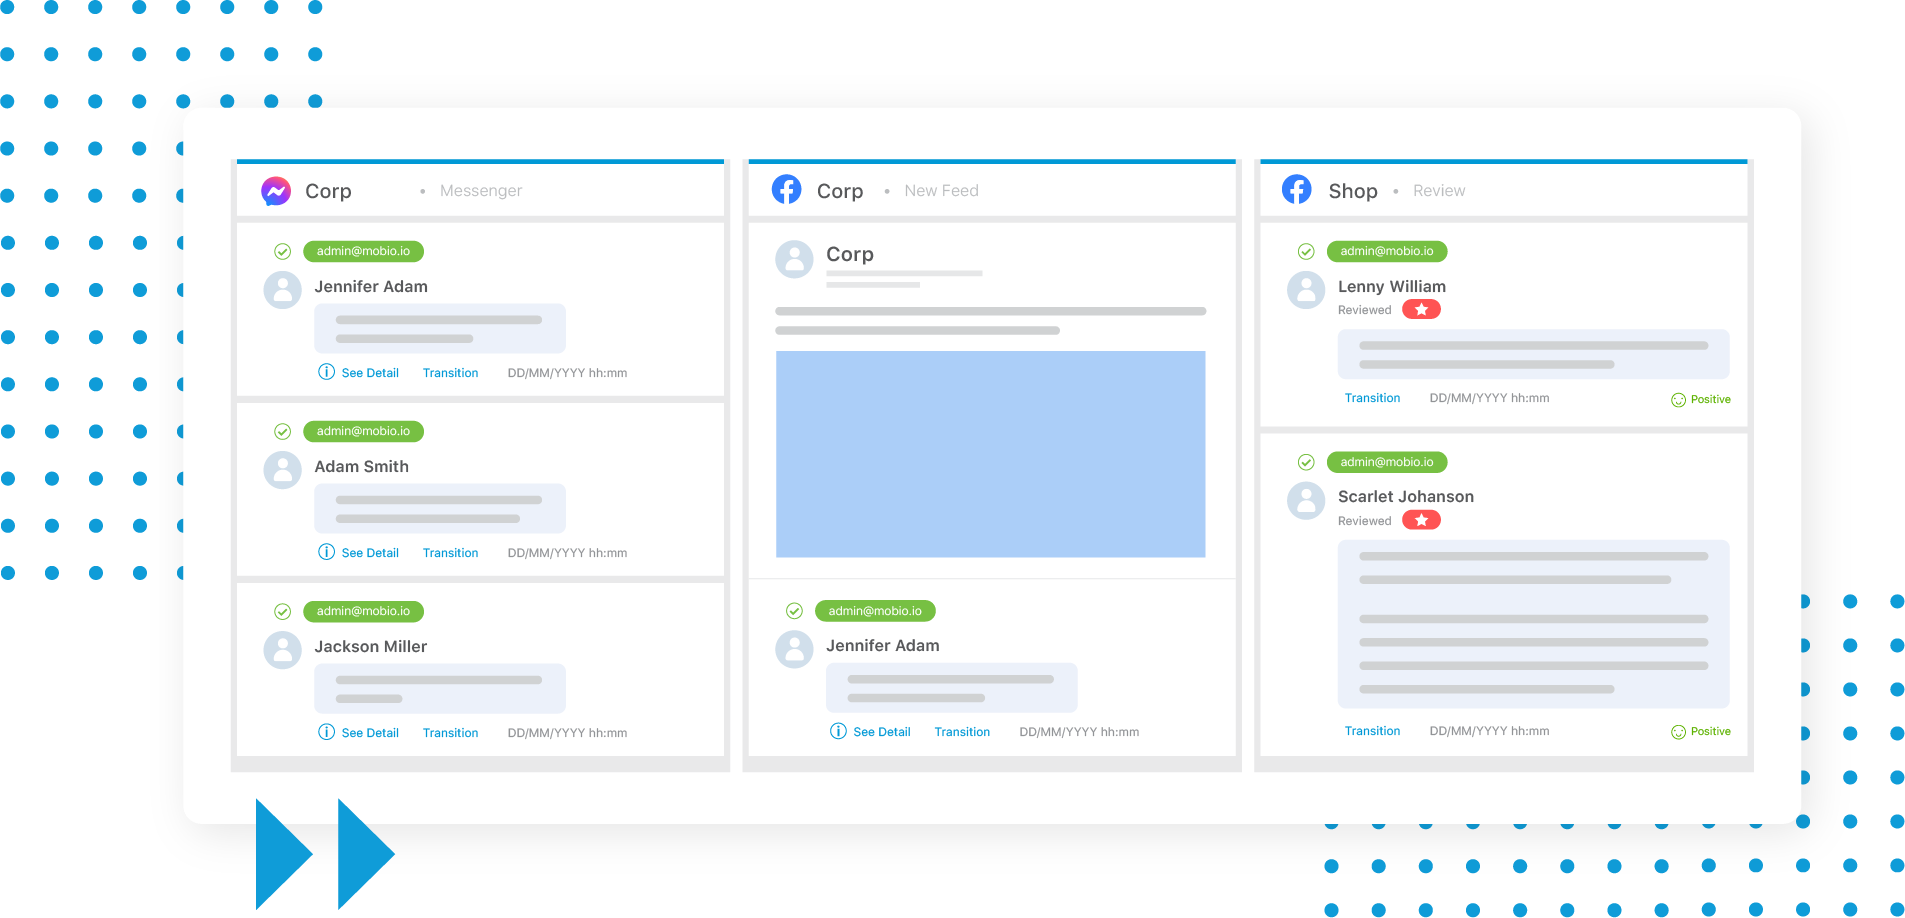 Corp • Messenger
admin@mobio.io
Jennifer Adam
See Detail Transition DD/MM/YYYY hh:mm
admin@mobio.io
Adam Smith
See Detail Transition DD/MM/YYYY hh:mm
admin@mobio.io
Jackson Miller
See Detail Transition DD/MM/YYYY hh:mm
Corp • New Feed
Corp
admin@mobio.io
Jennifer Adam
See Detail Transition DD/MM/YYYY hh:mm
Shop • Review
admin@mobio.io
Lenny William
Reviewed
Transition DD/MM/YYYY hh:mm Positive
admin@mobio.io
Scarlet Johanson
Reviewed
Transition DD/MM/YYYY hh:mm Positive